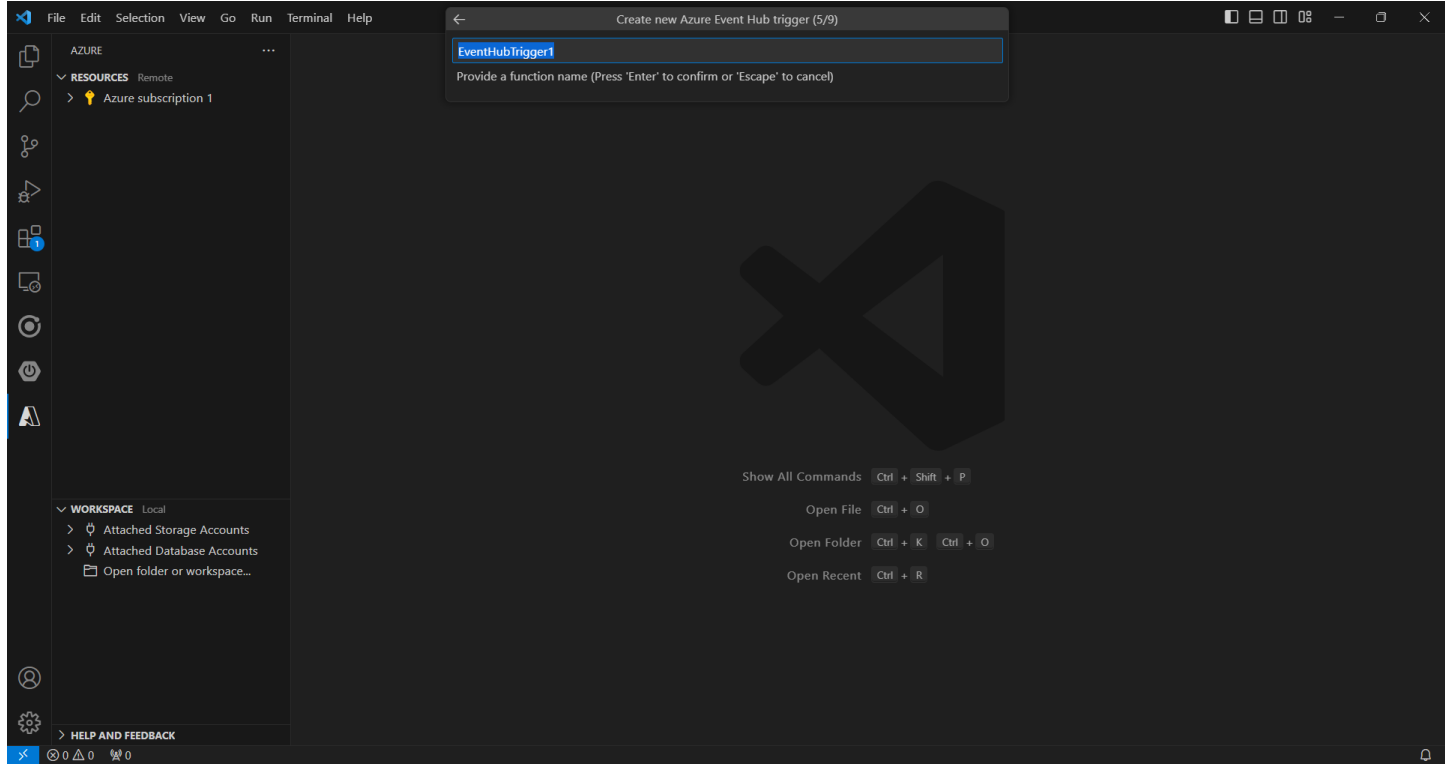 File Edit Selection View Go Run Terminal Help
Create new Azure Event Hub trigger (5/9)
EventHubTrigger1
Provide a function name (Press 'Enter' to confirm or 'Escape' to cancel)
AZURE ...
RESOURCES Remote
Azure subscription 1
1
Show All Commands Ctrl + Shift + P
Open File Ctrl + O
Open Folder Ctrl + K Ctrl + O
Open Recent Ctrl + R
WORKSPACE Local
Attached Storage Accounts
Attached Database Accounts
Open folder or workspace...
HELP AND FEEDBACK
0 0 0